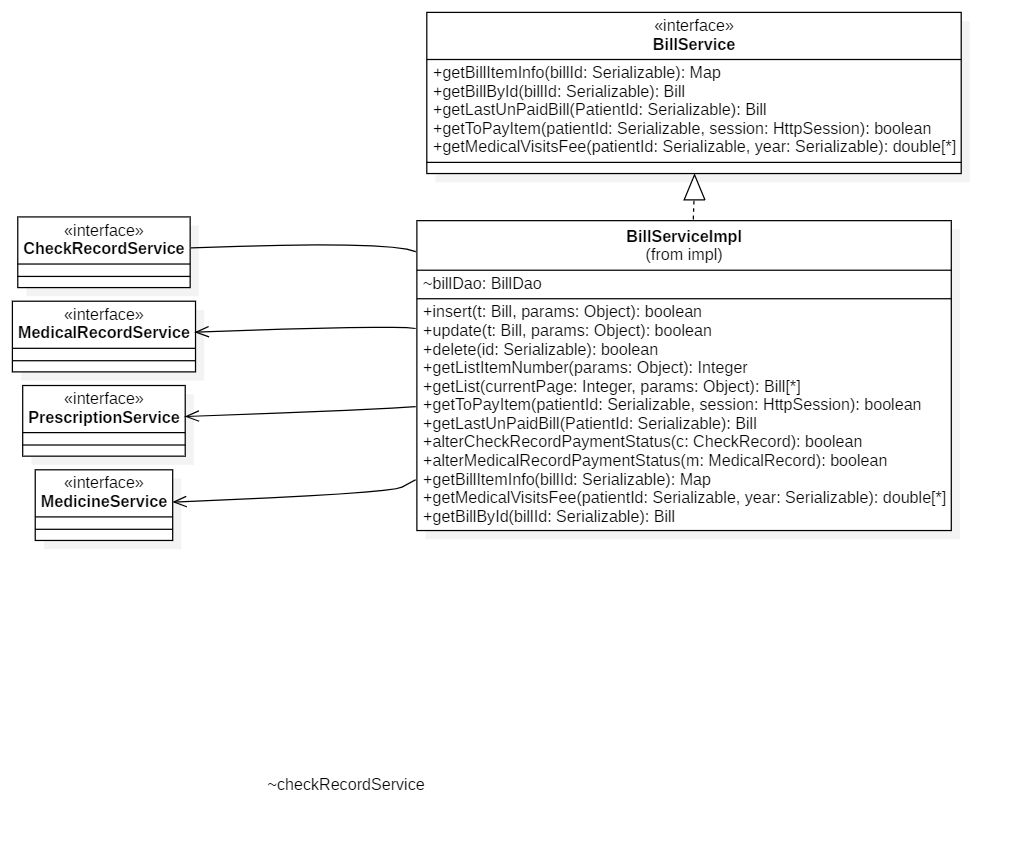 «interface»
BillService
+getBillItemInfo(billId: Serializable): Map
+getBillById(billId: Serializable): Bill
+getLastUnPaidBill(PatientId: Serializable): Bill
+getToPayItem(patientId: Serializable, session: HttpSession): boolean
+getMedicalVisitsFee(patientId: Serializable, year: Serializable): double[*]
«interface»
CheckRecordService
«interface»
MedicalRecordService
«interface»
PrescriptionService
«interface»
MedicineService
BillServiceImpl
(from impl)
~billDao: BillDao
+insert(t: Bill, params: Object): boolean
+update(t: Bill, params: Object): boolean
+delete(id: Serializable): boolean
+getListItemNumber(params: Object): Integer
+getList(currentPage: Integer, params: Object): Bill[*]
+getToPayItem(patientId: Serializable, session: HttpSession): boolean
+getLastUnPaidBill(PatientId: Serializable): Bill
+alterCheckRecordPaymentStatus(c: CheckRecord): boolean
+alterMedicalRecordPaymentStatus(m: MedicalRecord): boolean
+getBillItemInfo(billId: Serializable): Map
+getMedicalVisitsFee(patientId: Serializable, year: Serializable): double[*]
+getBillById(billId: Serializable): Bill
~checkRecordService